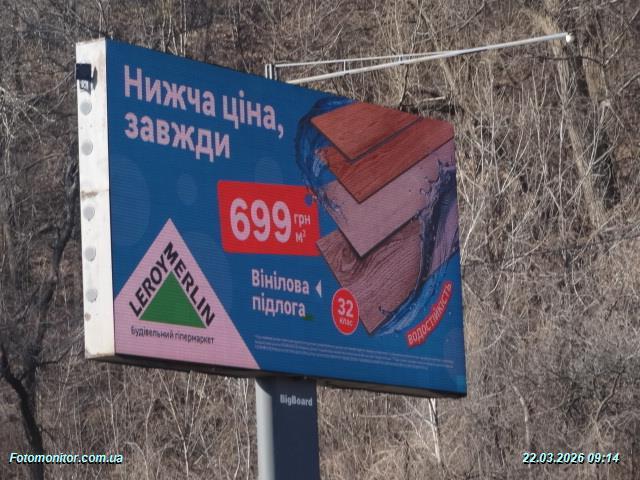 Нижча ціна,
завжди
699 грн
м²
Вінілова
підлога
32
клас
ВОДОСТІЙКІСТЬ
LEROY MERLIN
Будівельний гіпермаркет
BigBoard
Fotomonitor.com.ua
22.03.2026 09:14